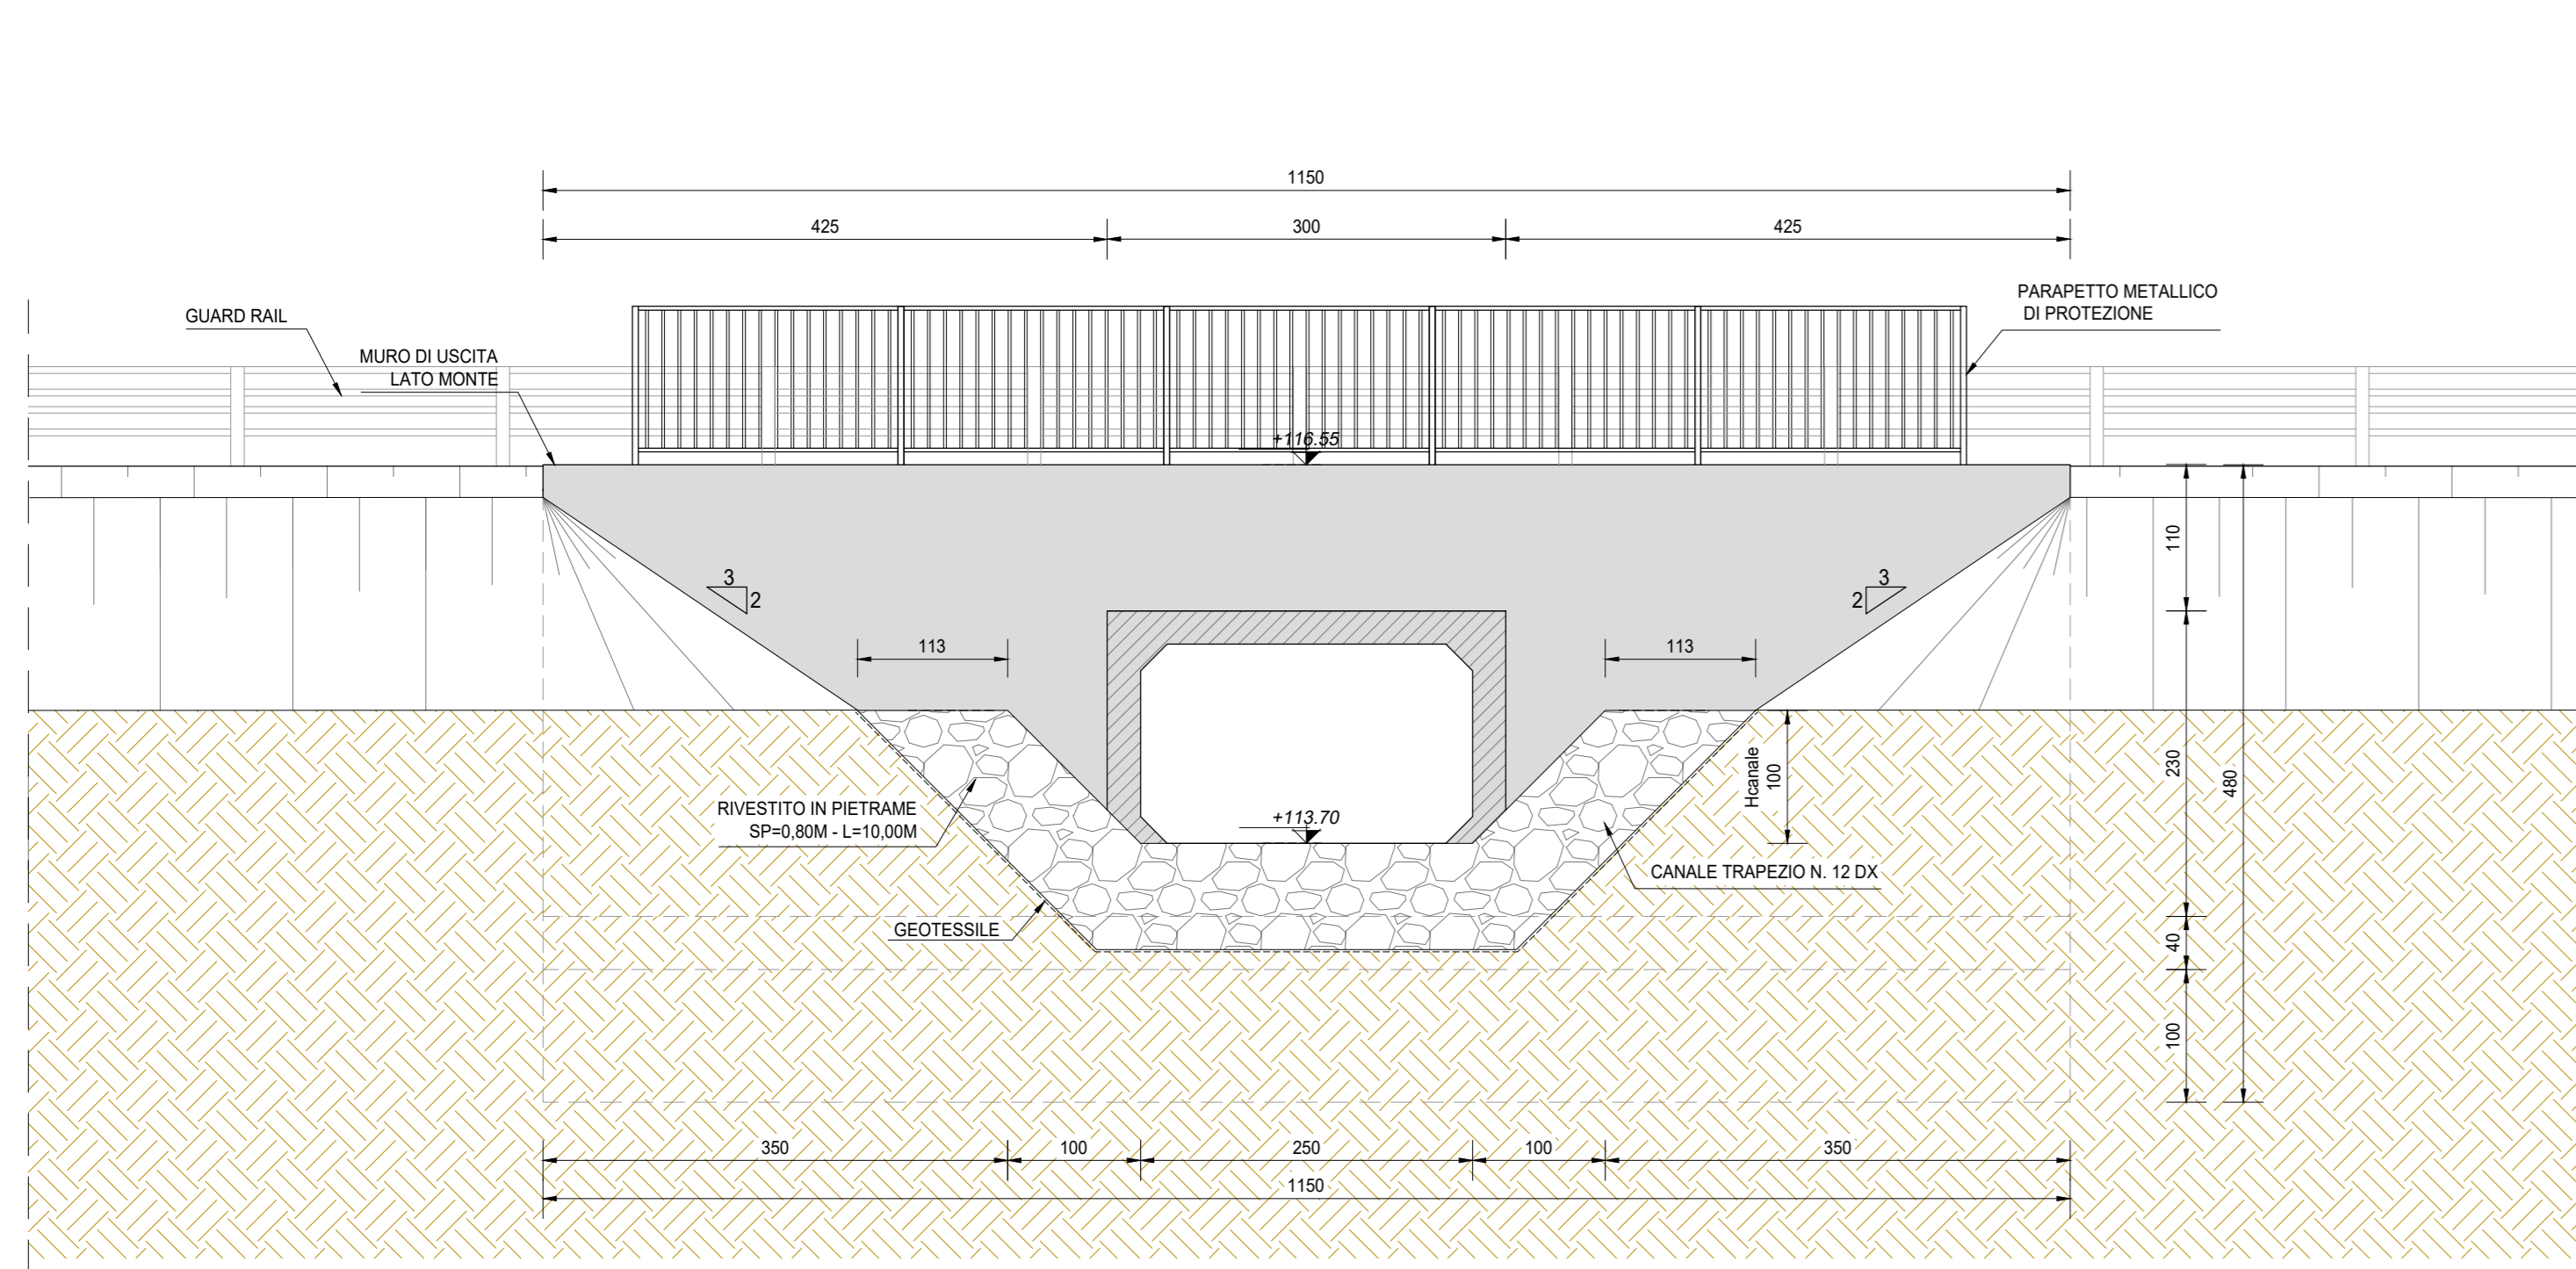 1150
425
300
425
GUARD RAIL
PARAPETTO METALLICO
DI PROTEZIONE
MURO DI USCITA
LATO MONTE
+116.55
110
3
2
3
2
113
113
230
480
Hcanale
100
RIVESTITO IN PIETRAME
SP=0,80M - L=10,00M
+113.70
CANALE TRAPEZIO N. 12 DX
GEOTESSILE
40
100
350
100
250
100
350
1150